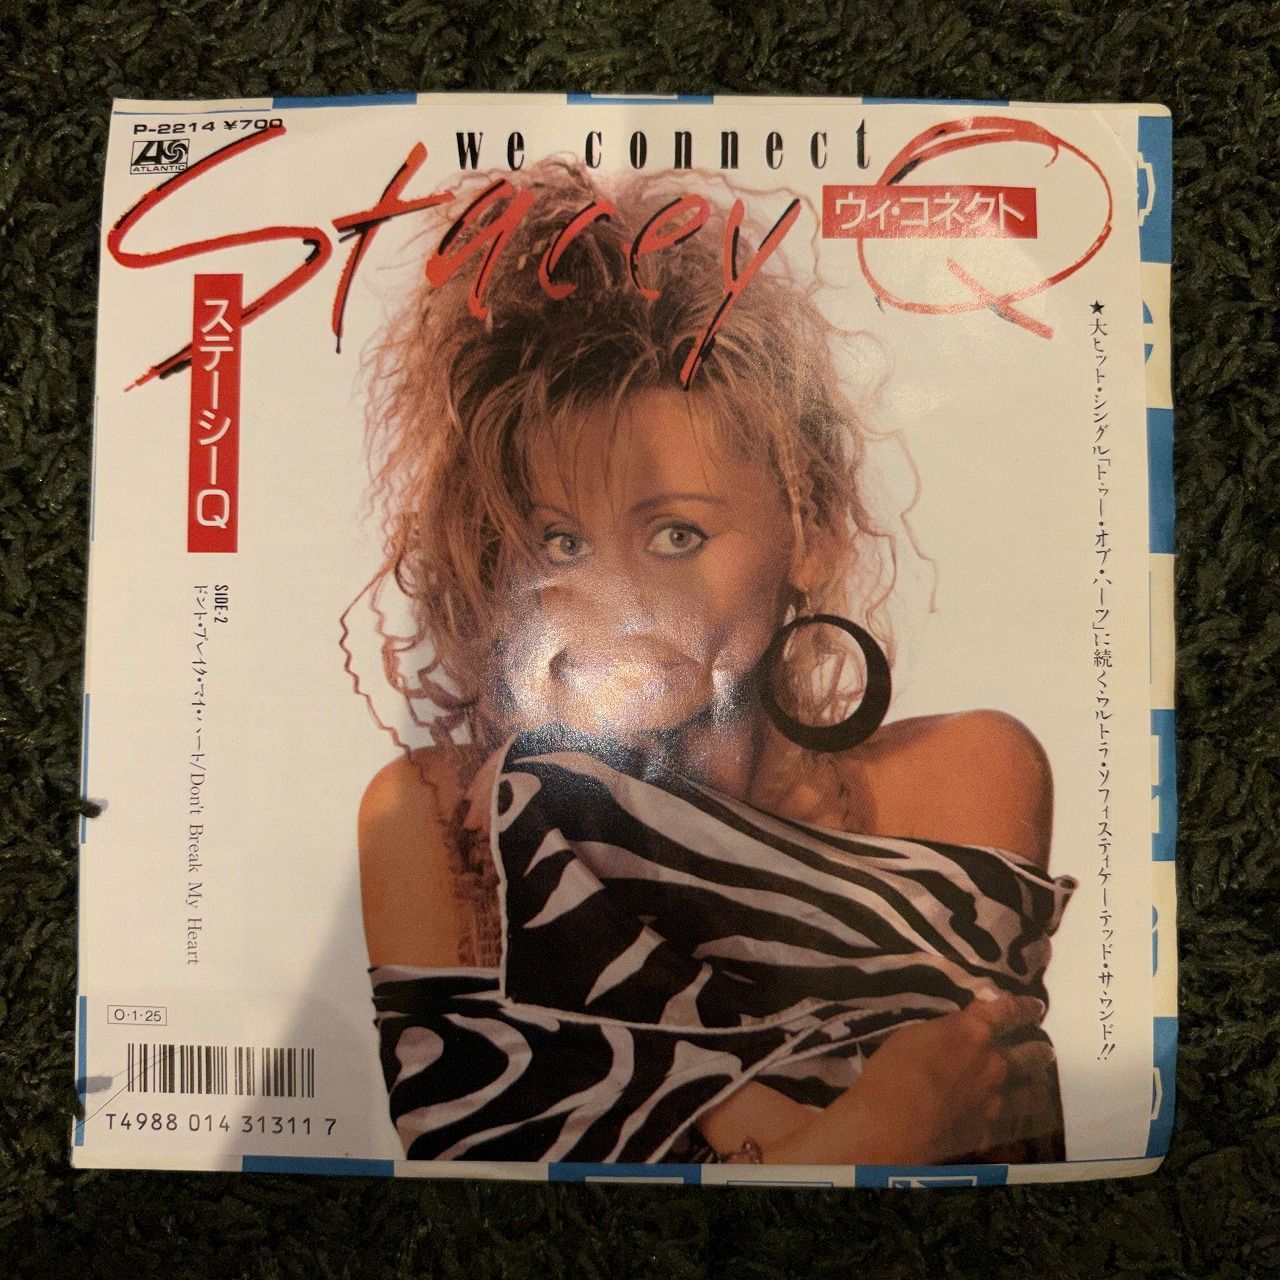 P-2214 ¥700
ATLANTIC
we connect
Stacey Q
ウィ・コネクト
ステーシーQ
★大ヒット・シングル「トゥー・オブ・ハーツ」に続くウルトラ・ソフィスティケーテッド・サウンド!!
SIDE-2
ドント・ブレイク・マイ・ハート/Don't Break My Heart
O·1·25
T4988 014 31311 7